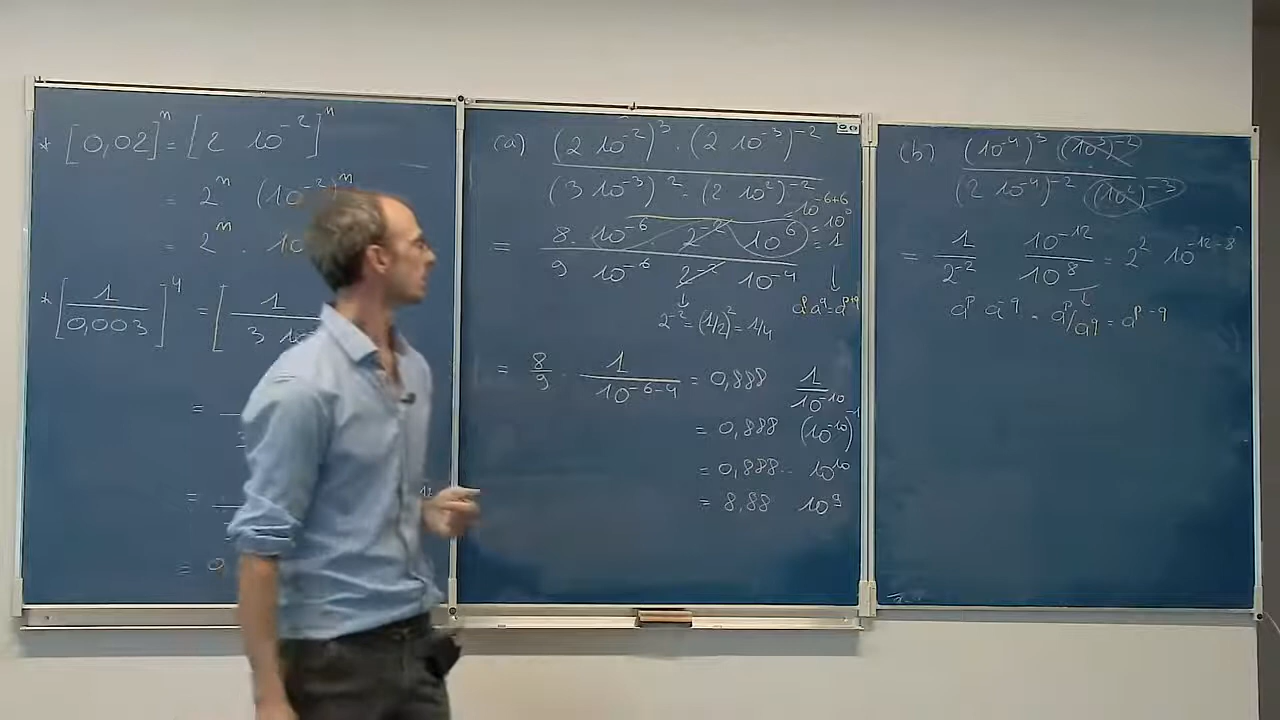 * [0,02]^n = [2 10^-2]^n
= 2^n (10^-2)^n
= 2^n . 10
* [1/0,003]^4 = [1/3 10
=
=
= 0
(a) (2 10^-2)^3 . (2 10^-3)^-2 / (3 10^-3)^2 - (2 10^2)^-2
= 8. 10^-6 . 2^-2 10^6 / 9 10^-6 2^-2 10^-4
= 10^-6+6
= 10^0
= 1
↓
a^p a^q = a^p+q
↓
2^-2 = (1/2)^2 = 1/4
= 8/9 . 1/10^-6-4 = 0,888 1/10^-10
= 0,888 (10^-10)^-1
= 0,888.. 10^10
= 8,88 10^9
(b) (10^-4)^3 (10^3)^-2 / (2 10^-4)^-2 (10^2)^-3
= 1/2^-2 10^-12/10^8 = 2^2 10^-12-8
↓
a^p a^-q = a^p/a^q = a^p-q